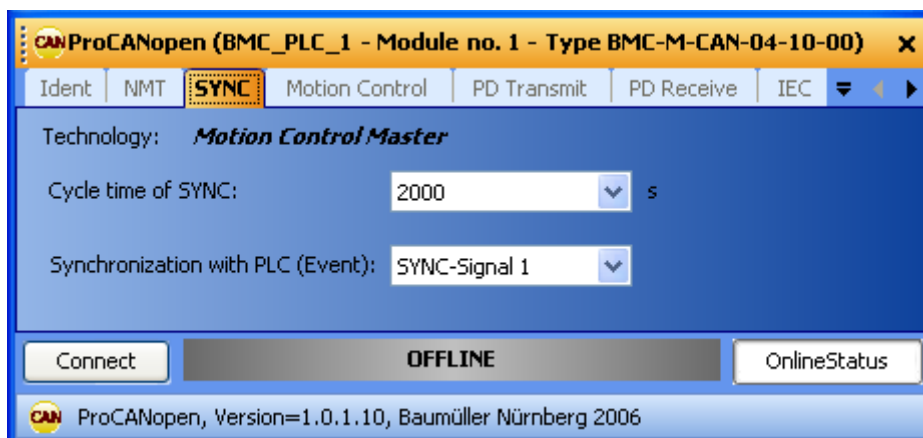 CAN ProCANopen (BMC_PLC_1 - Module no. 1 - Type BMC-M-CAN-04-10-00)
Ident NMT SYNC Motion Control PD Transmit PD Receive IEC
Technology: Motion Control Master
Cycle time of SYNC: 2000 s
Synchronization with PLC (Event): SYNC-Signal 1
Connect OFFLINE OnlineStatus
CAN ProCANopen, Version=1.0.1.10, Baumüller Nürnberg 2006